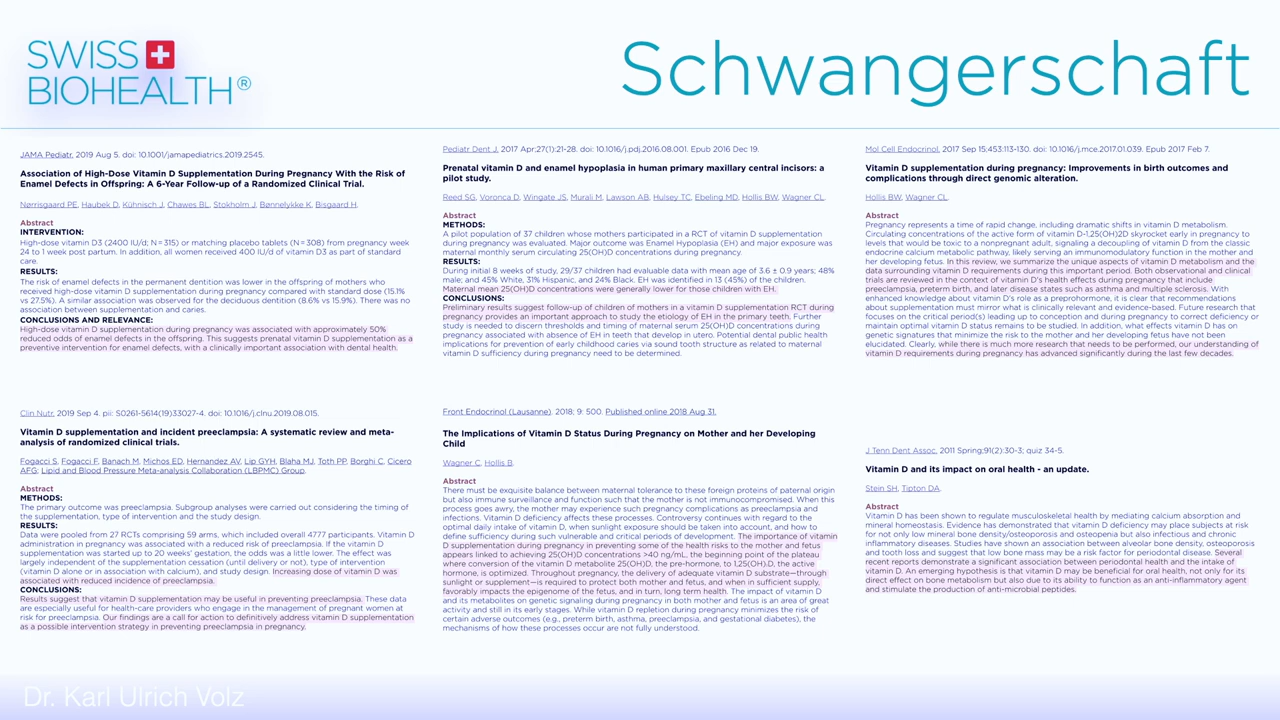 SWISS
BIOHEALTH®
Schwangerschaft
JAMA Pediatr. 2019 Aug 5. doi: 10.1001/jamapediatrics.2019.2545.
Association of High-Dose Vitamin D Supplementation During Pregnancy With the Risk of
Enamel Defects in Offspring: A 6-Year Follow-up of a Randomized Clinical Trial.
Nørrisgaard PE, Haubek D, Kühnisch J, Chawes BL, Stokholm J, Bønnelykke K, Bisgaard H.
Abstract
INTERVENTION:
High-dose vitamin D3 (2400 IU/d; N = 315) or matching placebo tablets (N = 308) from pregnancy week
24 to 1 week post partum. In addition, all women received 400 IU/d of vitamin D3 as part of standard
care.
RESULTS:
The risk of enamel defects in the permanent dentition was lower in the offspring of mothers who
received high-dose vitamin D supplementation during pregnancy compared with standard dose (15.1%
vs 27.5%). A similar association was observed for the deciduous dentition (8.6% vs 15.9%). There was no
association between supplementation and caries.
CONCLUSIONS AND RELEVANCE:
High-dose vitamin D supplementation during pregnancy was associated with approximately 50%
reduced odds of enamel defects in the offspring. This suggests prenatal vitamin D supplementation as a
preventive intervention for enamel defects, with a clinically important association with dental health.
Pediatr Dent J. 2017 Apr;27(1):21-28. doi: 10.1016/j.pdj.2016.08.001. Epub 2016 Dec 19.
Prenatal vitamin D and enamel hypoplasia in human primary maxillary central incisors: a
pilot study.
Reed SG, Voronca D, Wingate JS, Murali M, Lawson AB, Hulsey TC, Ebeling MD, Hollis BW, Wagner CL.
Abstract
METHODS:
A pilot population of 37 children whose mothers participated in a RCT of vitamin D supplementation
during pregnancy was evaluated. Major outcome was Enamel Hypoplasia (EH) and major exposure was
maternal monthly serum circulating 25(OH)D concentrations during pregnancy.
RESULTS:
During initial 8 weeks of study, 29/37 children had evaluable data with mean age of 3.6 ± 0.9 years; 48%
male; and 45% White, 31% Hispanic, and 24% Black. EH was identified in 13 (45%) of the children.
Maternal mean 25(OH)D concentrations were generally lower for those children with EH.
CONCLUSIONS:
Preliminary results suggest follow-up of children of mothers in a vitamin D supplementation RCT during
pregnancy provides an important approach to study the etiology of EH in the primary teeth. Further
study is needed to discern thresholds and timing of maternal serum 25(OH)D concentrations during
pregnancy associated with absence of EH in teeth that develop in utero. Potential dental public health
implications for prevention of early childhood caries via sound tooth structure as related to maternal
vitamin D sufficiency during pregnancy need to be determined.
Mol Cell Endocrinol. 2017 Sep 15;453:113-130. doi: 10.1016/j.mce.2017.01.039. Epub 2017 Feb 7.
Vitamin D supplementation during pregnancy: Improvements in birth outcomes and
complications through direct genomic alteration.
Hollis BW, Wagner CL.
Abstract
Pregnancy represents a time of rapid change, including dramatic shifts in vitamin D metabolism.
Circulating concentrations of the active form of vitamin D-1,25(OH)2D skyrocket early in pregnancy to
levels that would be toxic to a nonpregnant adult, signaling a decoupling of vitamin D from the classic
endocrine calcium metabolic pathway, likely serving an immunomodulatory function in the mother and
her developing fetus. In this review, we summarize the unique aspects of vitamin D metabolism and the
data surrounding vitamin D requirements during this important period. Both observational and clinical
trials are reviewed in the context of vitamin D's health effects during pregnancy that include
preeclampsia, preterm birth, and later disease states such as asthma and multiple sclerosis. With
enhanced knowledge about vitamin D's role as a preprohormone, it is clear that recommendations
about supplementation must mirror what is clinically relevant and evidence-based. Future research that
focuses on the critical period(s) leading up to conception and during pregnancy to correct deficiency or
maintain optimal vitamin D status remains to be studied. In addition, what effects vitamin D has on
genetic signatures that minimize the risk to the mother and her developing fetus have not been
elucidated. Clearly, while there is much more research that needs to be performed, our understanding of
vitamin D requirements during pregnancy has advanced significantly during the last few decades.
Clin Nutr. 2019 Sep 4. pii: S0261-5614(19)33027-4. doi: 10.1016/j.clnu.2019.08.015.
Vitamin D supplementation and incident preeclampsia: A systematic review and meta-
analysis of randomized clinical trials.
Fogacci S, Fogacci F, Banach M, Michos ED, Hernandez AV, Lip GYH, Blaha MJ, Toth PP, Borghi C, Cicero
AFG; Lipid and Blood Pressure Meta-analysis Collaboration (LBPMC) Group.
Abstract
METHODS:
The primary outcome was preeclampsia. Subgroup analyses were carried out considering the timing of
the supplementation, type of intervention and the study design.
RESULTS:
Data were pooled from 27 RCTs comprising 59 arms, which included overall 4777 participants. Vitamin D
administration in pregnancy was associated with a reduced risk of preeclampsia. If the vitamin D
supplementation was started up to 20 weeks' gestation, the odds was a little lower. The effect was
largely independent of the supplementation cessation (until delivery or not), type of intervention
(vitamin D alone or in association with calcium), and study design. Increasing dose of vitamin D was
associated with reduced incidence of preeclampsia.
CONCLUSIONS:
Results suggest that vitamin D supplementation may be useful in preventing preeclampsia. These data
are especially useful for health-care providers who engage in the management of pregnant women at
risk for preeclampsia. Our findings are a call for action to definitively address vitamin D supplementation
as a possible intervention strategy in preventing preeclampsia in pregnancy.
Front Endocrinol (Lausanne). 2018; 9: 500. Published online 2018 Aug 31.
The Implications of Vitamin D Status During Pregnancy on Mother and her Developing
Child
Wagner C, Hollis B.
Abstract
There must be exquisite balance between maternal tolerance to these foreign proteins of paternal origin
but also immune surveillance and function such that the mother is not immunocompromised. When this
process goes awry, the mother may experience such pregnancy complications as preeclampsia and
infections. Vitamin D deficiency affects these processes. Controversy continues with regard to the
optimal daily intake of vitamin D, when sunlight exposure should be taken into account, and how to
define sufficiency during such vulnerable and critical periods of development. The importance of vitamin
D supplementation during pregnancy in preventing some of the health risks to the mother and fetus
appears linked to achieving 25(OH)D concentrations >40 ng/mL, the beginning point of the plateau
where conversion of the vitamin D metabolite 25(OH)D, the pre-hormone, to 1,25(OH)₂D, the active
hormone, is optimized. Throughout pregnancy, the delivery of adequate vitamin D substrate—through
sunlight or supplement—is required to protect both mother and fetus, and when in sufficient supply,
favorably impacts the epigenome of the fetus, and in turn, long term health. The impact of vitamin D
and its metabolites on genetic signaling during pregnancy in both mother and fetus is an area of great
activity and still in its early stages. While vitamin D repletion during pregnancy minimizes the risk of
certain adverse outcomes (e.g., preterm birth, asthma, preeclampsia, and gestational diabetes), the
mechanisms of how these processes occur are not fully understood.
J Tenn Dent Assoc. 2011 Spring;91(2):30-3; quiz 34-5.
Vitamin D and its impact on oral health - an update.
Stein SH, Tipton DA.
Abstract
Vitamin D has been shown to regulate musculoskeletal health by mediating calcium absorption and
mineral homeostasis. Evidence has demonstrated that vitamin D deficiency may place subjects at risk
for not only low mineral bone density/osteoporosis and osteopenia but also infectious and chronic
inflammatory diseases. Studies have shown an association between alveolar bone density, osteoporosis
and tooth loss and suggest that low bone mass may be a risk factor for periodontal disease. Several
recent reports demonstrate a significant association between periodontal health and the intake of
vitamin D. An emerging hypothesis is that vitamin D may be beneficial for oral health, not only for its
direct effect on bone metabolism but also due to its ability to function as an anti-inflammatory agent
and stimulate the production of anti-microbial peptides.
Dr. Karl Ulrich Volz